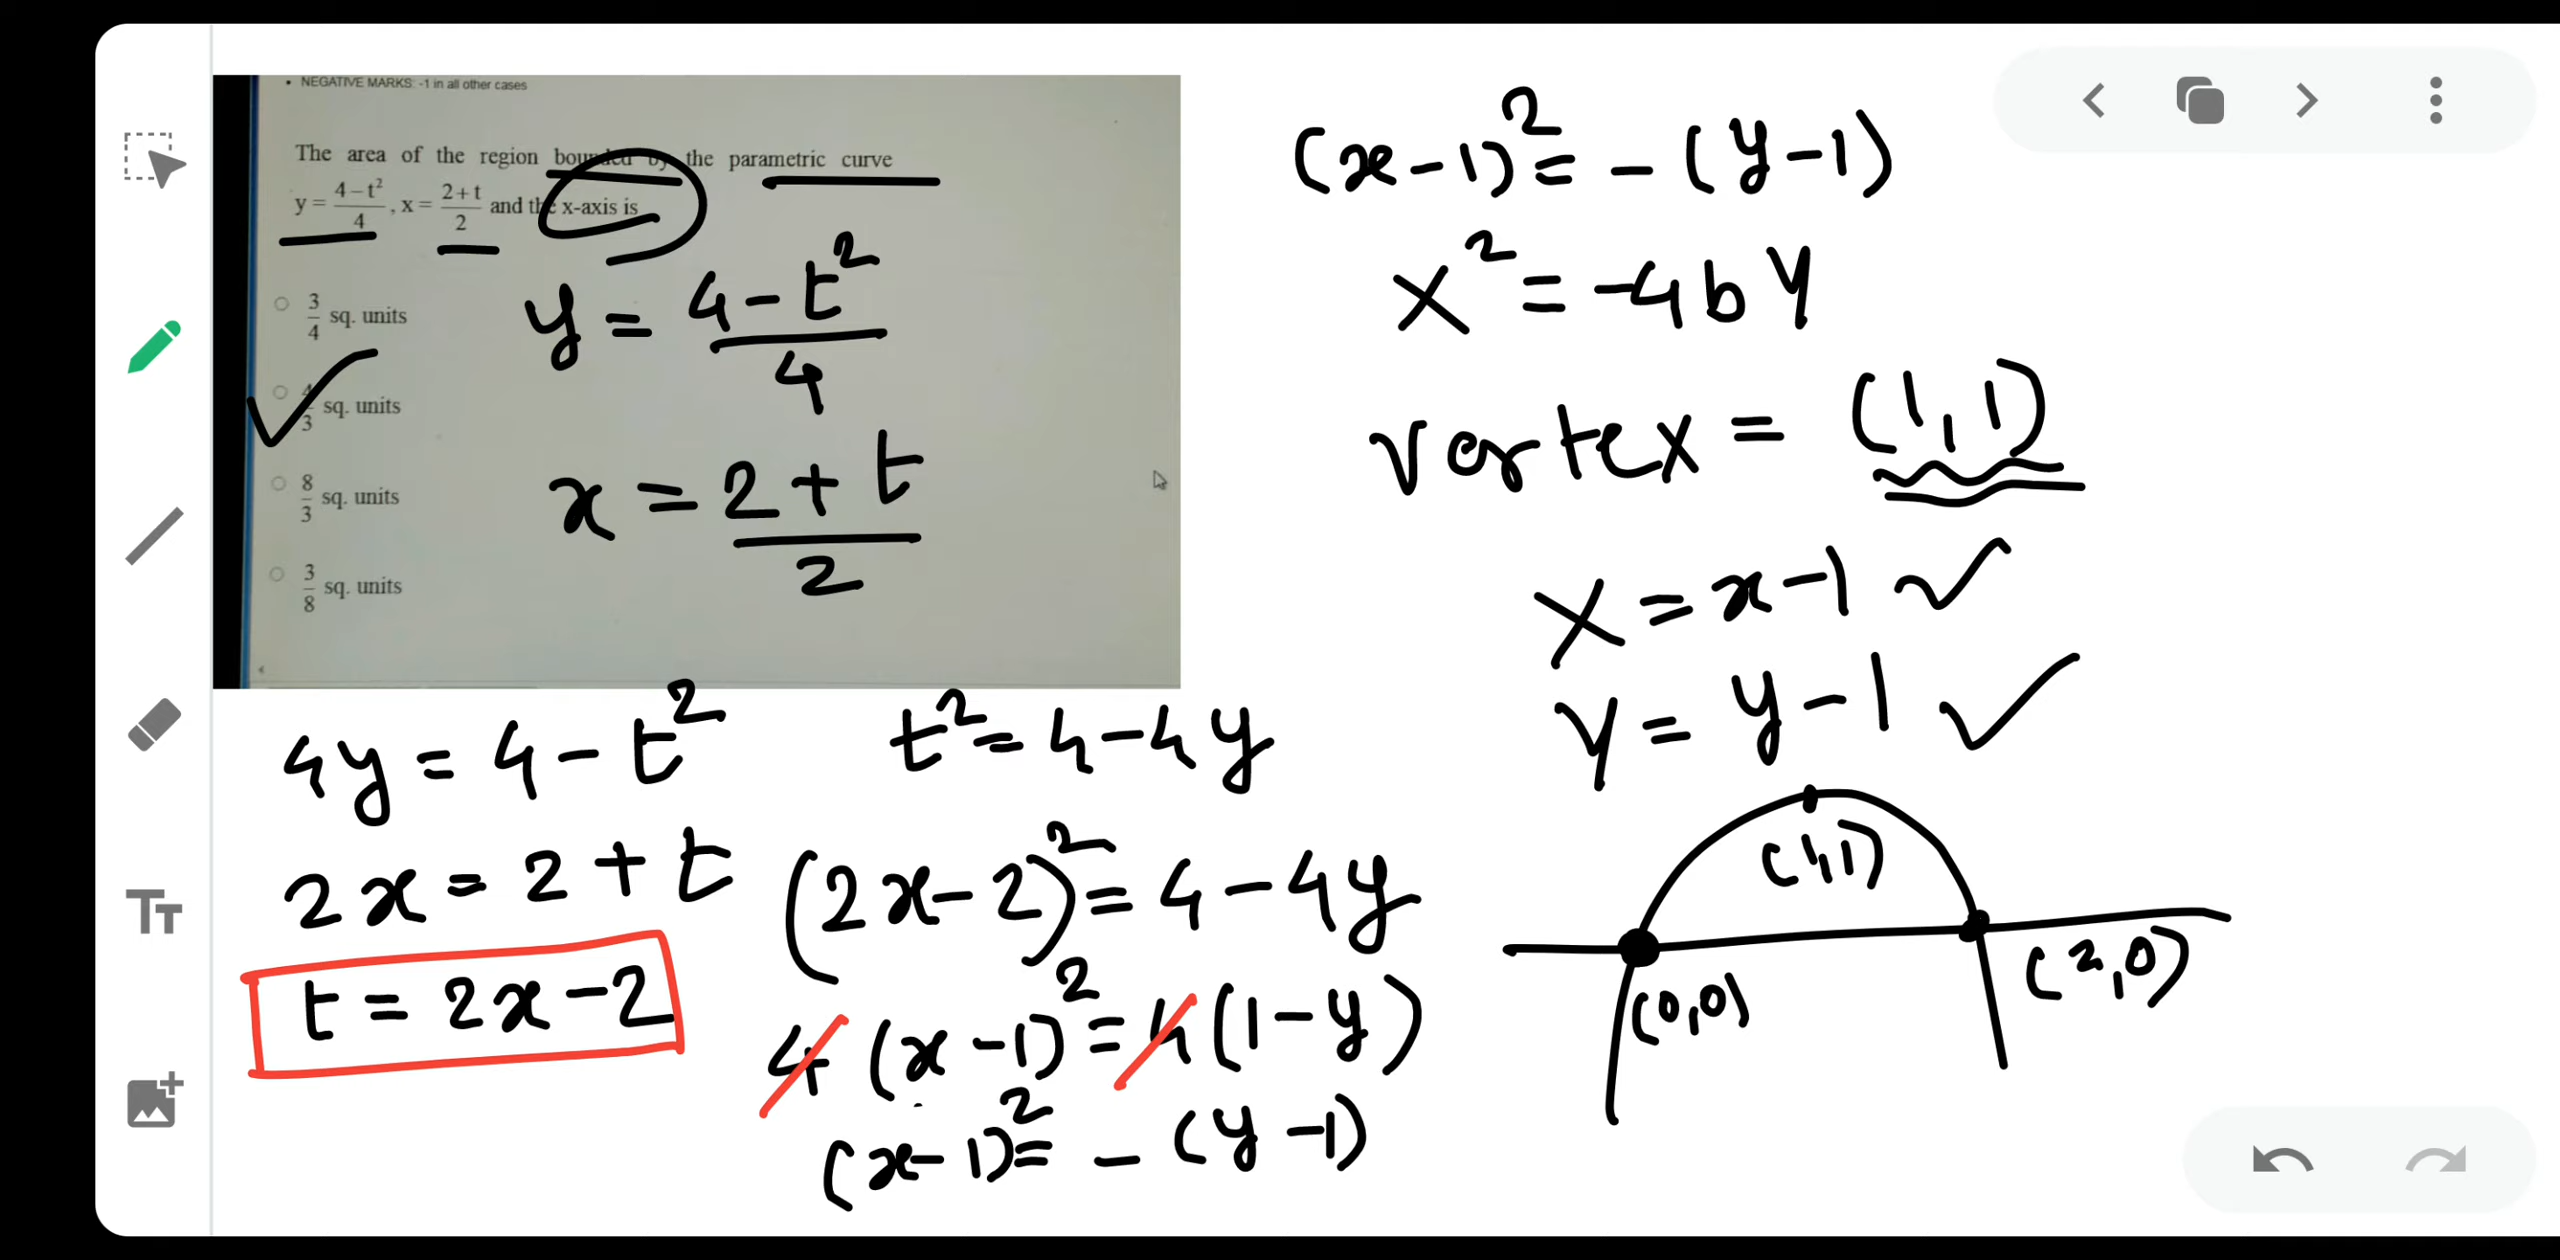 • NEGATIVE MARKS: -1 in all other cases
The area of the region bounded by the parametric curve
y = (4-t²)/4, x = (2+t)/2 and the x-axis is
3/4 sq. units
4/3 sq. units
8/3 sq. units
3/8 sq. units
y = (4-t²)/4
x = (2+t)/2
4y = 4-t²
2x = 2+t
t = 2x-2
t² = 4-4y
(2x-2)² = 4-4y
4(x-1)² = 4(1-y)
(x-1)² = -(y-1)
(x-1)² = -(y-1)
X² = -4bY
vortex = (1,1)
X = x-1 ✓
Y = y-1 ✓
(1,1)
(0,0)
(2,0)
TT